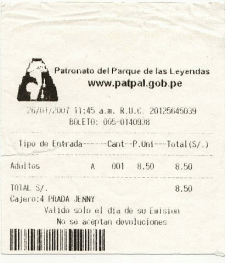 Patronato del Parque de las Leyendas
www.patpal.gob.pe
26/01/2007 11:45 a.m. R.U.C. 20125645039
BOLETO: 065-0140938
Tipo de Entrada-----Cant--P.Uni--Total(S/.)
Adultos A 001 8.50 8.50
TOTAL S/. 8.50
Cajero:4 PRADA JENNY
Valido solo el dia de su Emision
No se aceptan devoluciones